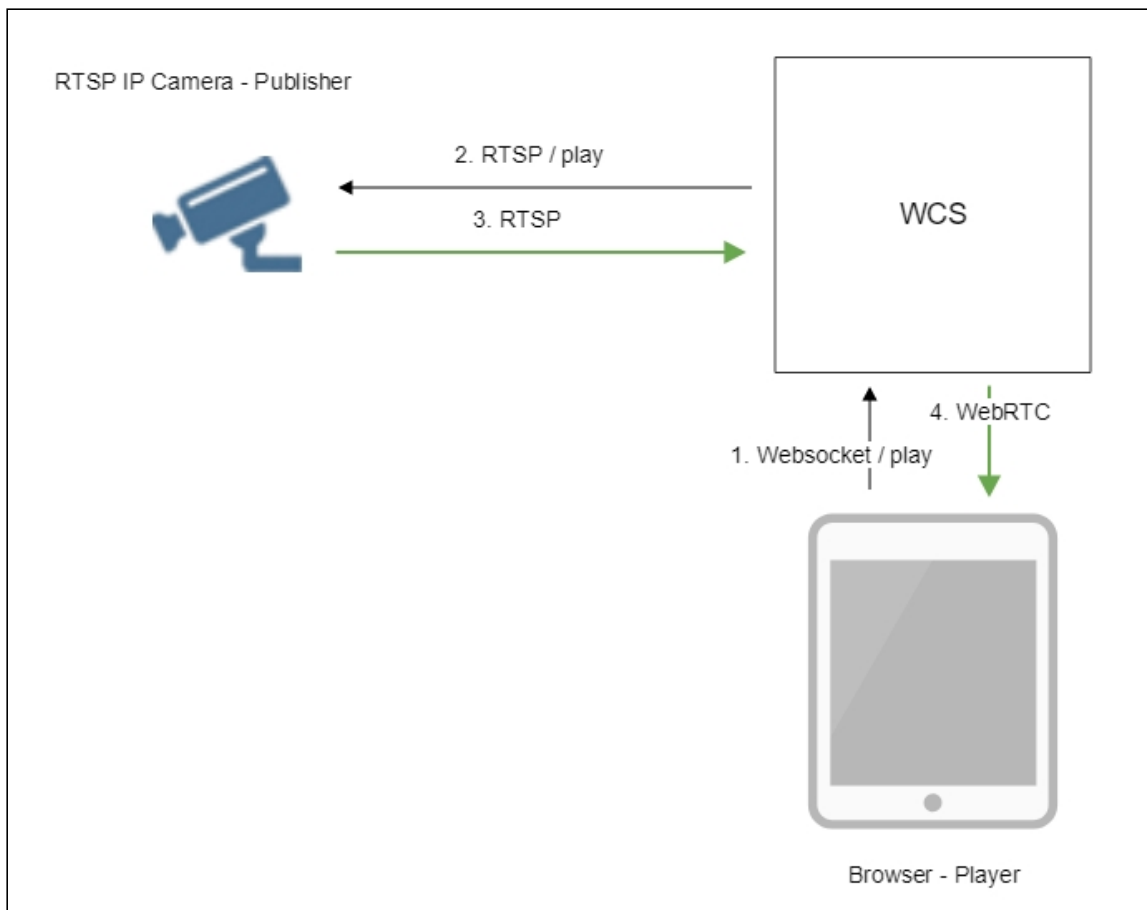 RTSP IP Camera - Publisher
2. RTSP / play
3. RTSP
WCS
4. WebRTC
1. Websocket / play
Browser - Player